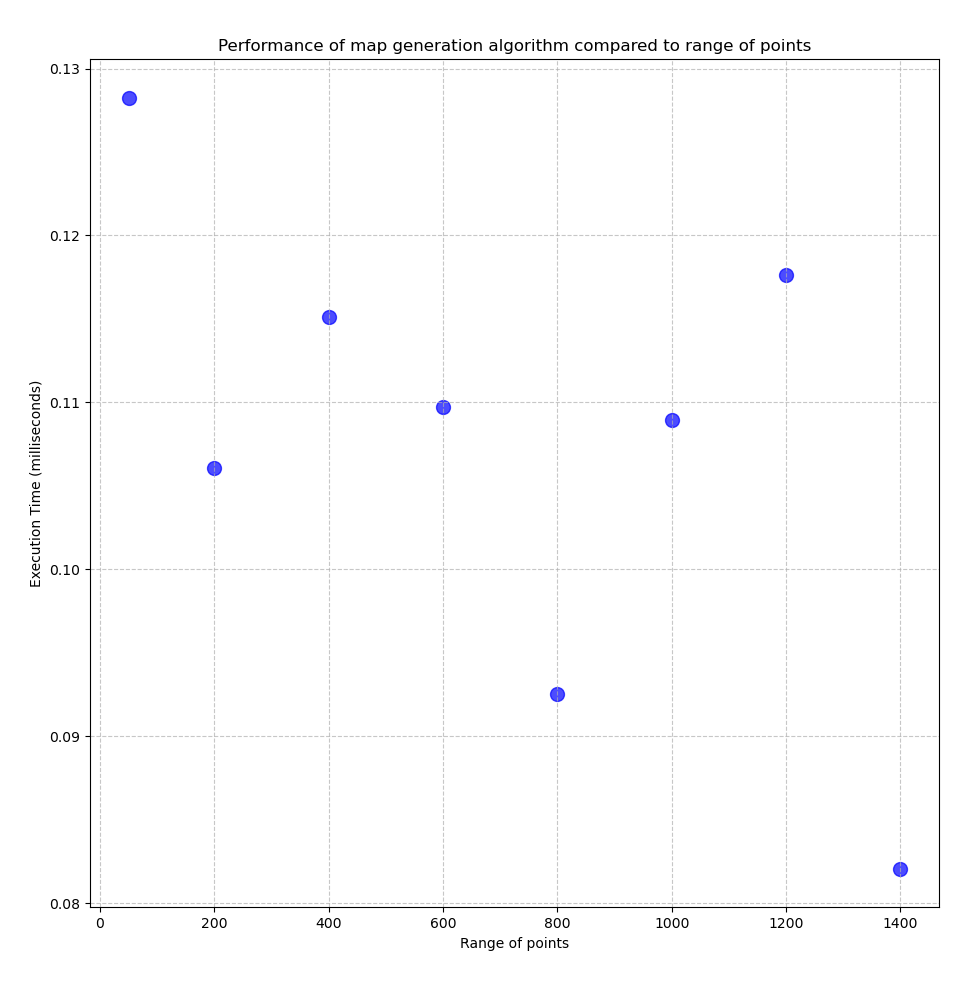 Performance of map generation algorithm compared to range of points
0.13
0.12
0.11
0.10
0.09
0.08
Execution Time (milliseconds)
0 200 400 600 800 1000 1200 1400
Range of points